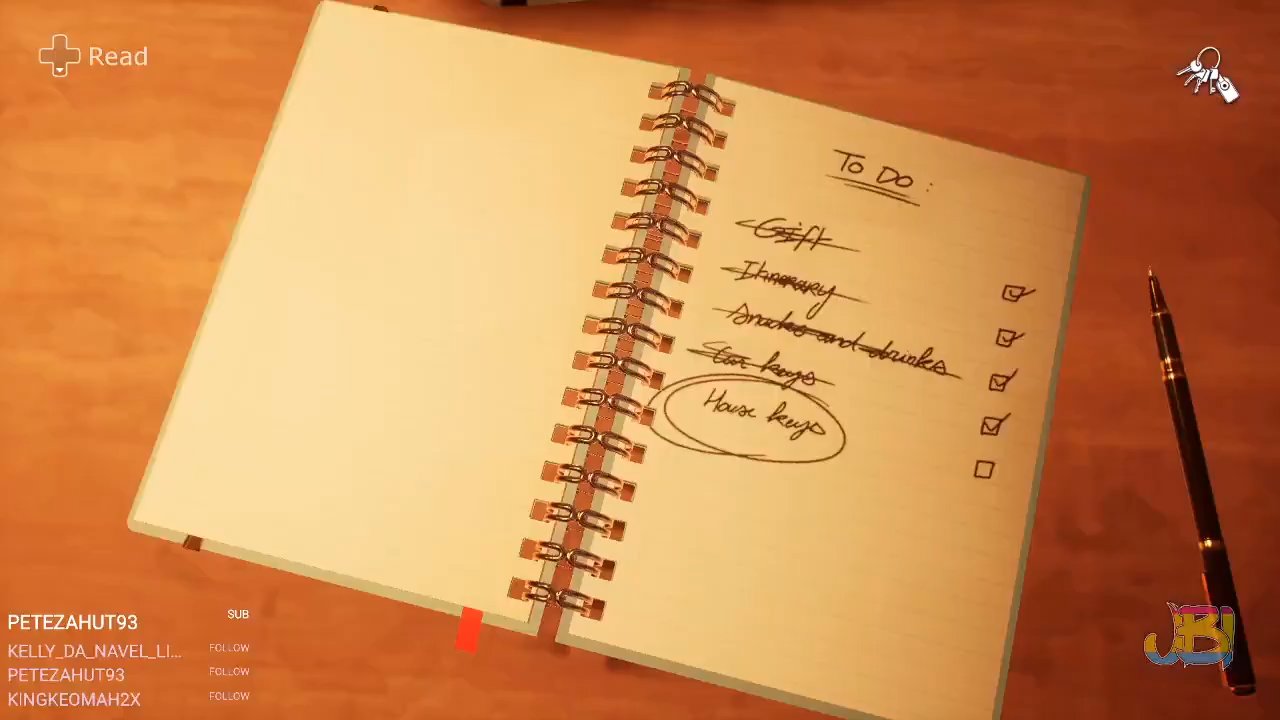 Read
To Do :
Gift
Itinerary
Snacks and drinks
Car keys
House keys
PETEZAHUT93 SUB
KELLY_DA_NAVEL_LI... FOLLOW
PETEZAHUT93 FOLLOW
KINGKEOMAH2X FOLLOW
JBI